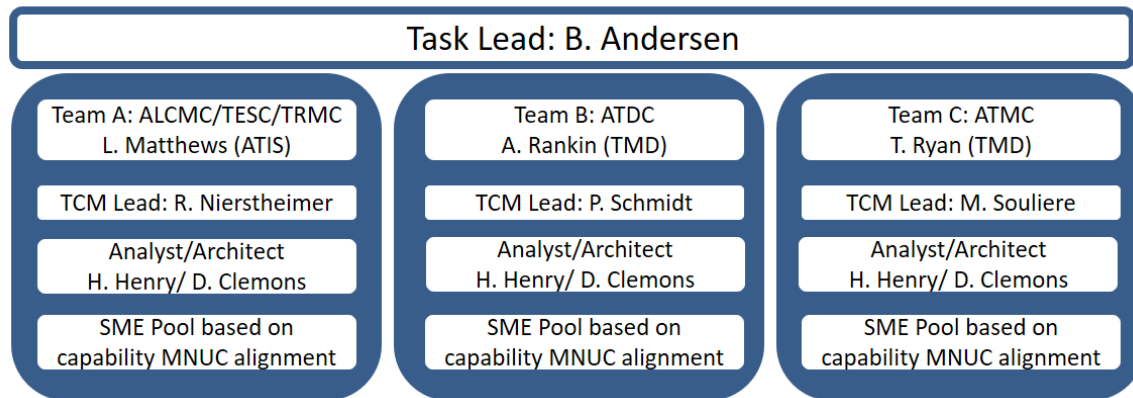 Task Lead: B. Andersen
Team A: ALCMC/TESC/TRMC
L. Matthews (ATIS)
TCM Lead: R. Nierstheimer
Analyst/Architect
H. Henry/ D. Clemons
SME Pool based on
capability MNUC alignment
Team B: ATDC
A. Rankin (TMD)
TCM Lead: P. Schmidt
Analyst/Architect
H. Henry/ D. Clemons
SME Pool based on
capability MNUC alignment
Team C: ATMC
T. Ryan (TMD)
TCM Lead: M. Souliere
Analyst/Architect
H. Henry/ D. Clemons
SME Pool based on
capability MNUC alignment